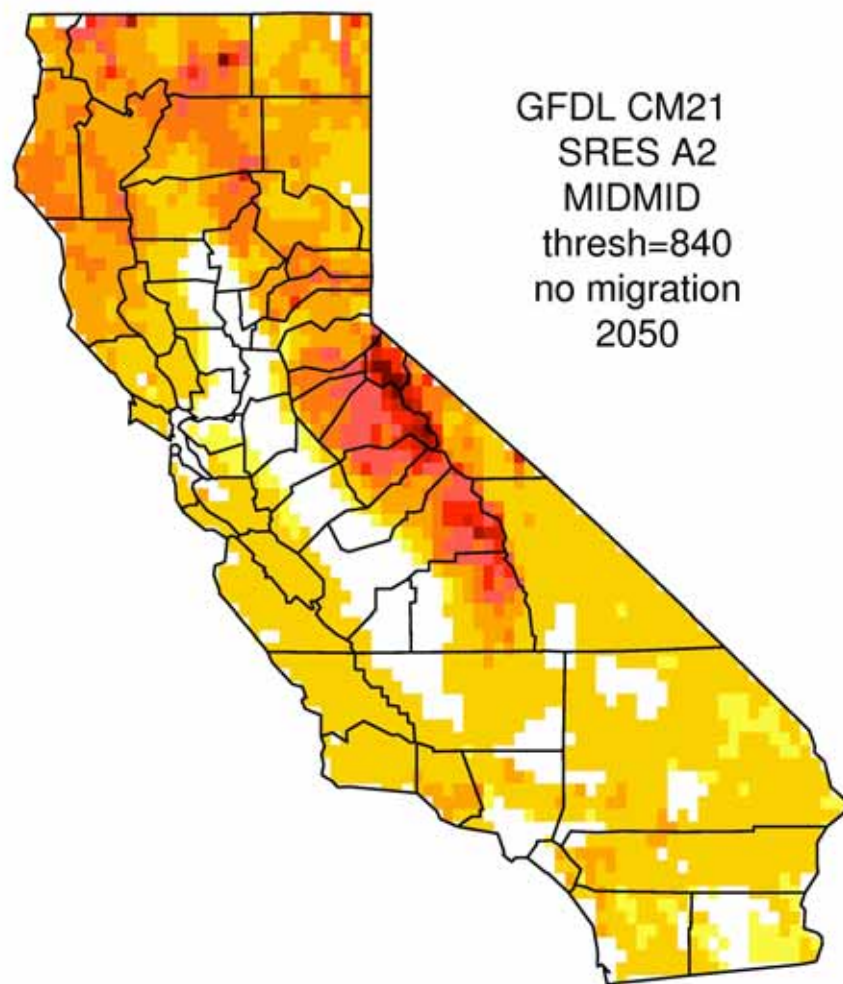 GFDL CM21
SRES A2
MIDMID
thresh=840
no migration
2050